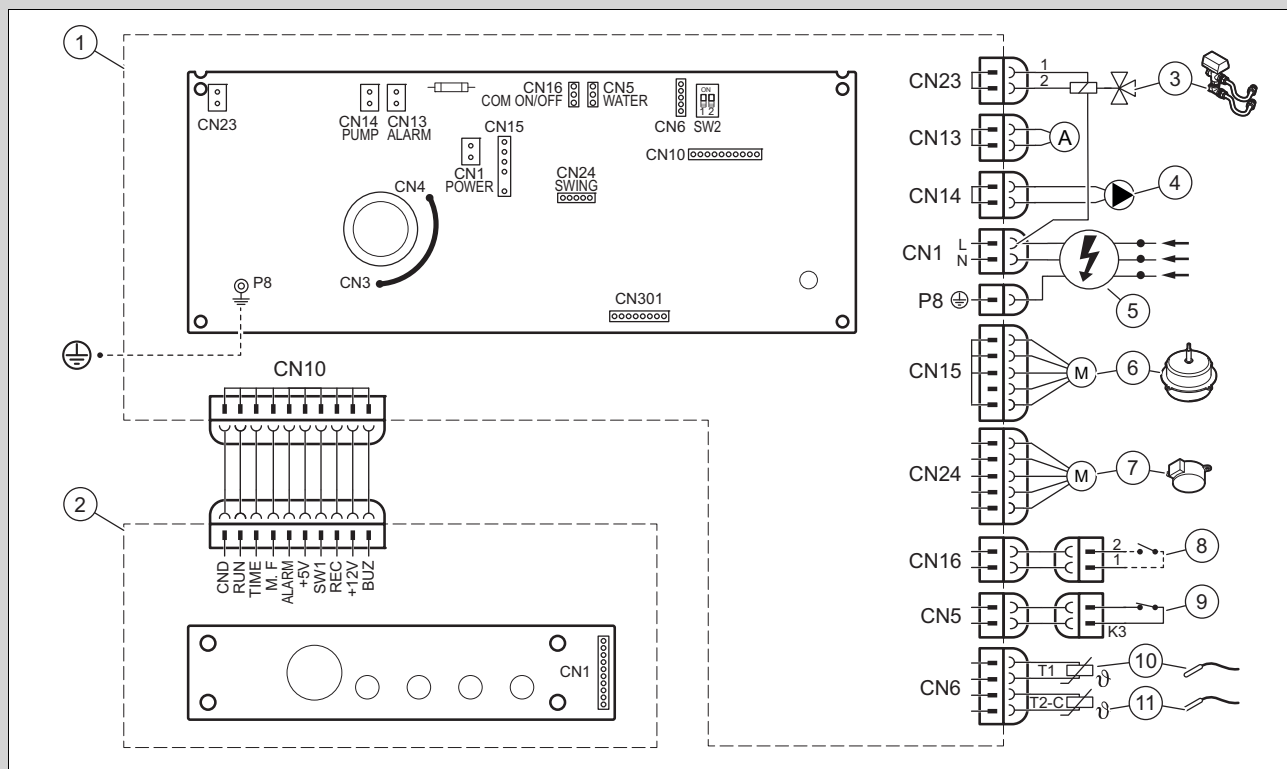 1
CN23
CN14
PUMP
CN13
ALARM
CN16
COM ON/OFF
CN5
WATER
CN15
CN6
ON
1 2
SW2
CN10
CN1
POWER
CN24
SWING
CN4
CN3
P8
CN301
CN10
2
CND
RUN
TIME
M. F
ALARM
+5V
SW1
REC
+12V
BUZ
CN1
CN23
1
2
3
CN13
A
CN14
4
CN1
L
N
5
P8
CN15
M
6
CN24
M
7
CN16
2
1
8
CN5
K3
9
CN6
T1
ϑ
10
T2-C
ϑ
11